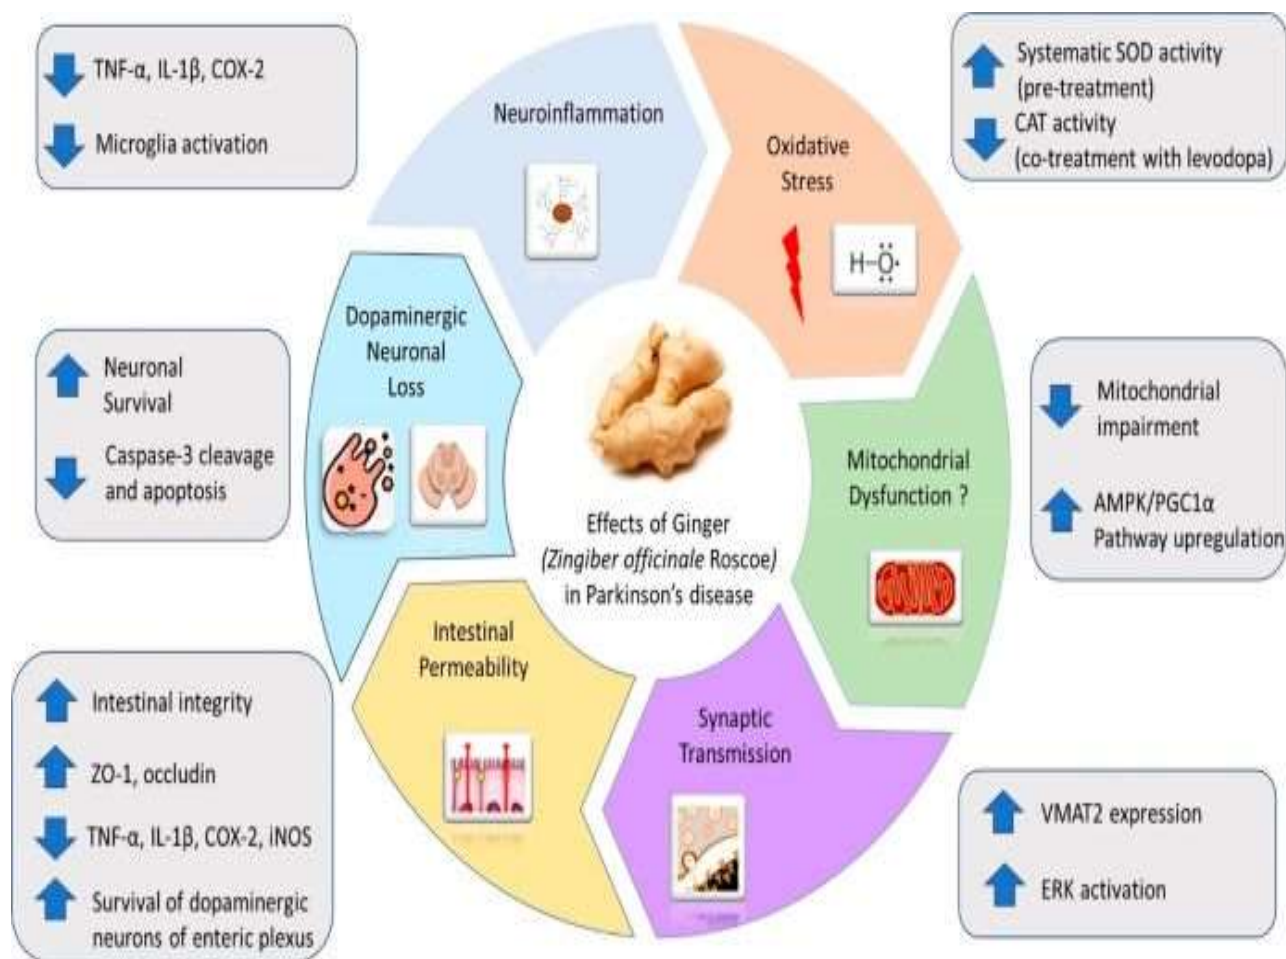 TNF-α, IL-1β, COX-2
Microglia activation
Neuroinflammation
Oxidative
Stress
H–Ö·
Systematic SOD activity
(pre-treatment)
CAT activity
(co-treatment with levodopa)
Dopaminergic
Neuronal
Loss
Neuronal
Survival
Caspase-3 cleavage
and apoptosis
Effects of Ginger
(Zingiber officinale Roscoe)
in Parkinson's disease
Mitochondrial
Dysfunction ?
Mitochondrial
impairment
AMPK/PGC1α
Pathway upregulation
Intestinal
Permeability
Intestinal integrity
ZO-1, occludin
TNF-α, IL-1β, COX-2, iNOS
Survival of dopaminergic
neurons of enteric plexus
Synaptic
Transmission
VMAT2 expression
ERK activation